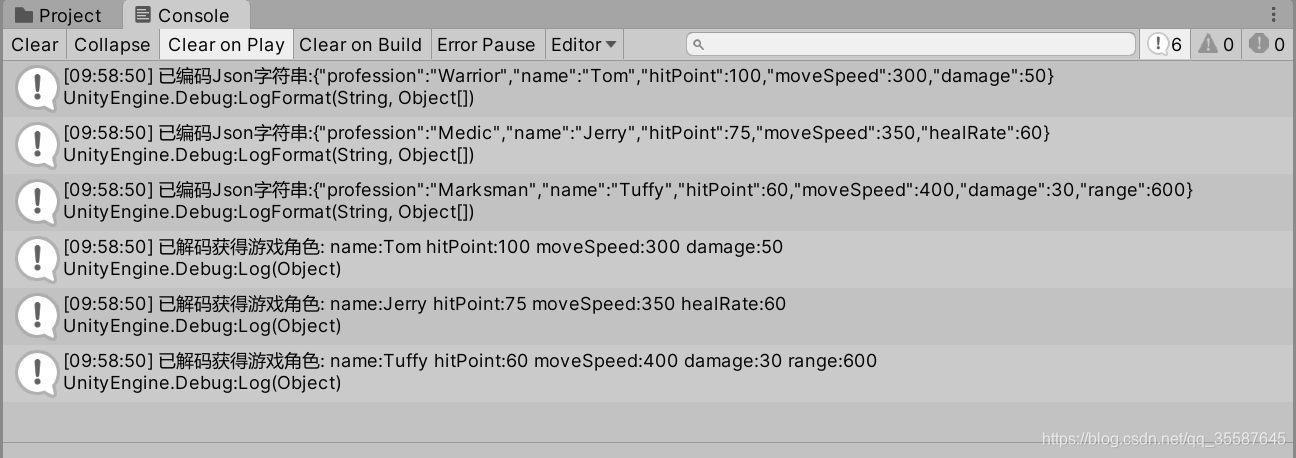 Project Console
Clear Collapse Clear on Play Clear on Build Error Pause Editor 6 0 0
[09:58:50] 已编码Json字符串:{"profession":"Warrior","name":"Tom","hitPoint":100,"moveSpeed":300,"damage":50}
UnityEngine.Debug:LogFormat(String, Object[])
[09:58:50] 已编码Json字符串:{"profession":"Medic","name":"Jerry","hitPoint":75,"moveSpeed":350,"healRate":60}
UnityEngine.Debug:LogFormat(String, Object[])
[09:58:50] 已编码Json字符串:{"profession":"Marksman","name":"Tuffy","hitPoint":60,"moveSpeed":400,"damage":30,"range":600}
UnityEngine.Debug:LogFormat(String, Object[])
[09:58:50] 已解码获得游戏角色: name:Tom hitPoint:100 moveSpeed:300 damage:50
UnityEngine.Debug:Log(Object)
[09:58:50] 已解码获得游戏角色: name:Jerry hitPoint:75 moveSpeed:350 healRate:60
UnityEngine.Debug:Log(Object)
[09:58:50] 已解码获得游戏角色: name:Tuffy hitPoint:60 moveSpeed:400 damage:30 range:600
UnityEngine.Debug:Log(Object)
https://blog.csdn.net/qq_35587645